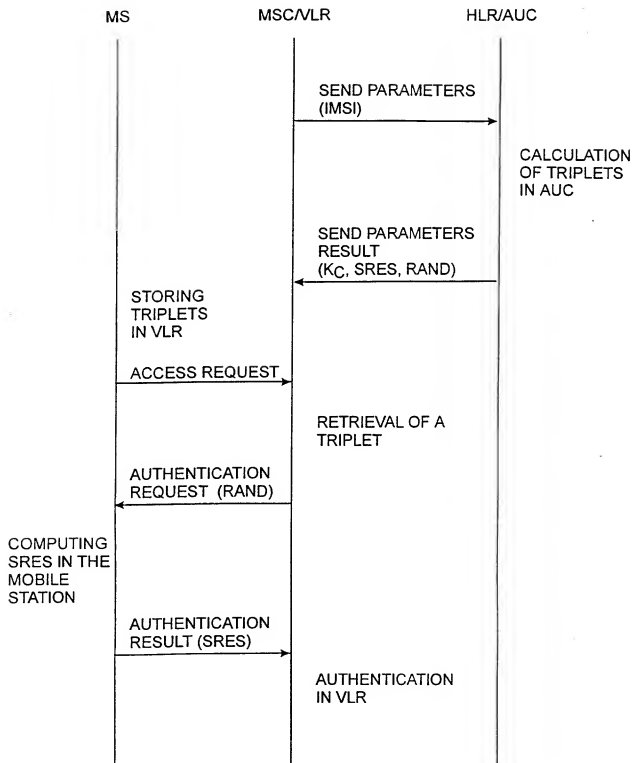 MS
MSC/VLR
HLR/AUC
SEND PARAMETERS
(IMSI)
CALCULATION
OF TRIPLETS
IN AUC
SEND PARAMETERS
RESULT
(KC, SRES, RAND)
STORING
TRIPLETS
IN VLR
ACCESS REQUEST
RETRIEVAL OF A
TRIPLET
AUTHENTICATION
REQUEST (RAND)
COMPUTING
SRES IN THE
MOBILE
STATION
AUTHENTICATION
RESULT (SRES)
AUTHENTICATION
IN VLR